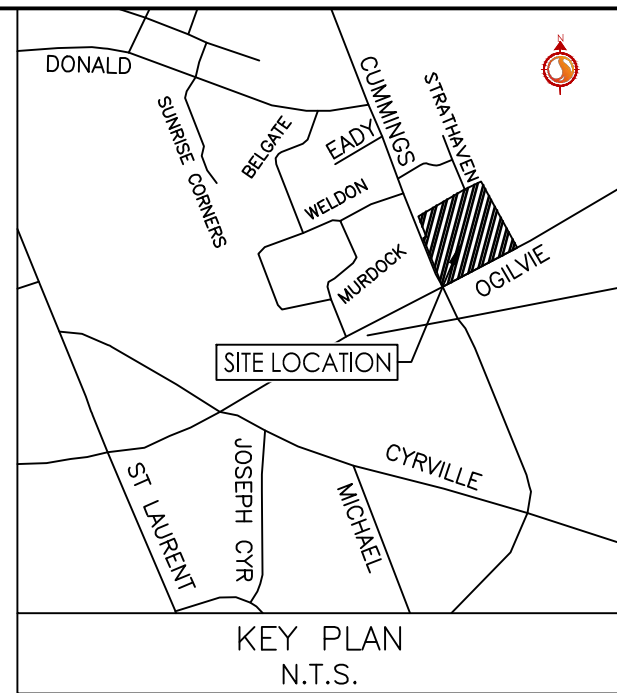 N
DONALD
CUMMINGS
STRATHAVEN
SUNRISE CORNERS
BELGATE
EADY
WELDON
MURDOCK
OGILVIE
SITE LOCATION
CYRVILLE
ST LAURENT
JOSEPH CYR
MICHAEL
KEY PLAN
N.T.S.